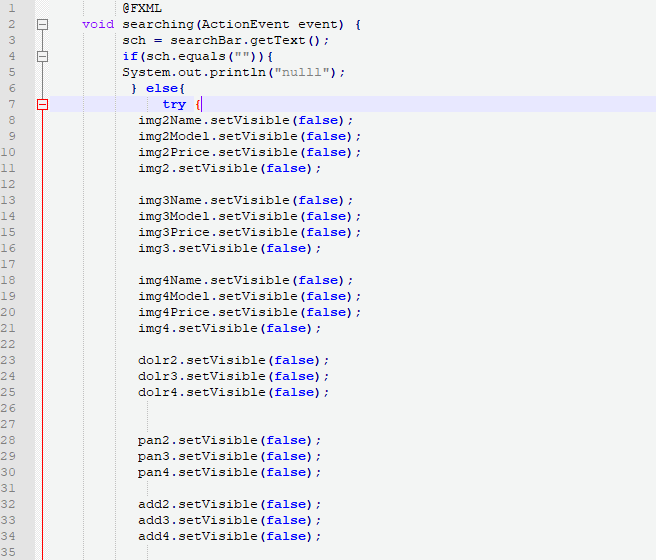 1 @FXML
2 void searching(ActionEvent event) {
3 sch = searchBar.getText();
4 if(sch.equals("")){
5 System.out.println("nulll");
6 } else{
7 try {
8 img2Name.setVisible(false);
9 img2Model.setVisible(false);
10 img2Price.setVisible(false);
11 img2.setVisible(false);
12
13 img3Name.setVisible(false);
14 img3Model.setVisible(false);
15 img3Price.setVisible(false);
16 img3.setVisible(false);
17
18 img4Name.setVisible(false);
19 img4Model.setVisible(false);
20 img4Price.setVisible(false);
21 img4.setVisible(false);
22
23 dolr2.setVisible(false);
24 dolr3.setVisible(false);
25 dolr4.setVisible(false);
26
27
28 pan2.setVisible(false);
29 pan3.setVisible(false);
30 pan4.setVisible(false);
31
32 add2.setVisible(false);
33 add3.setVisible(false);
34 add4.setVisible(false);
35